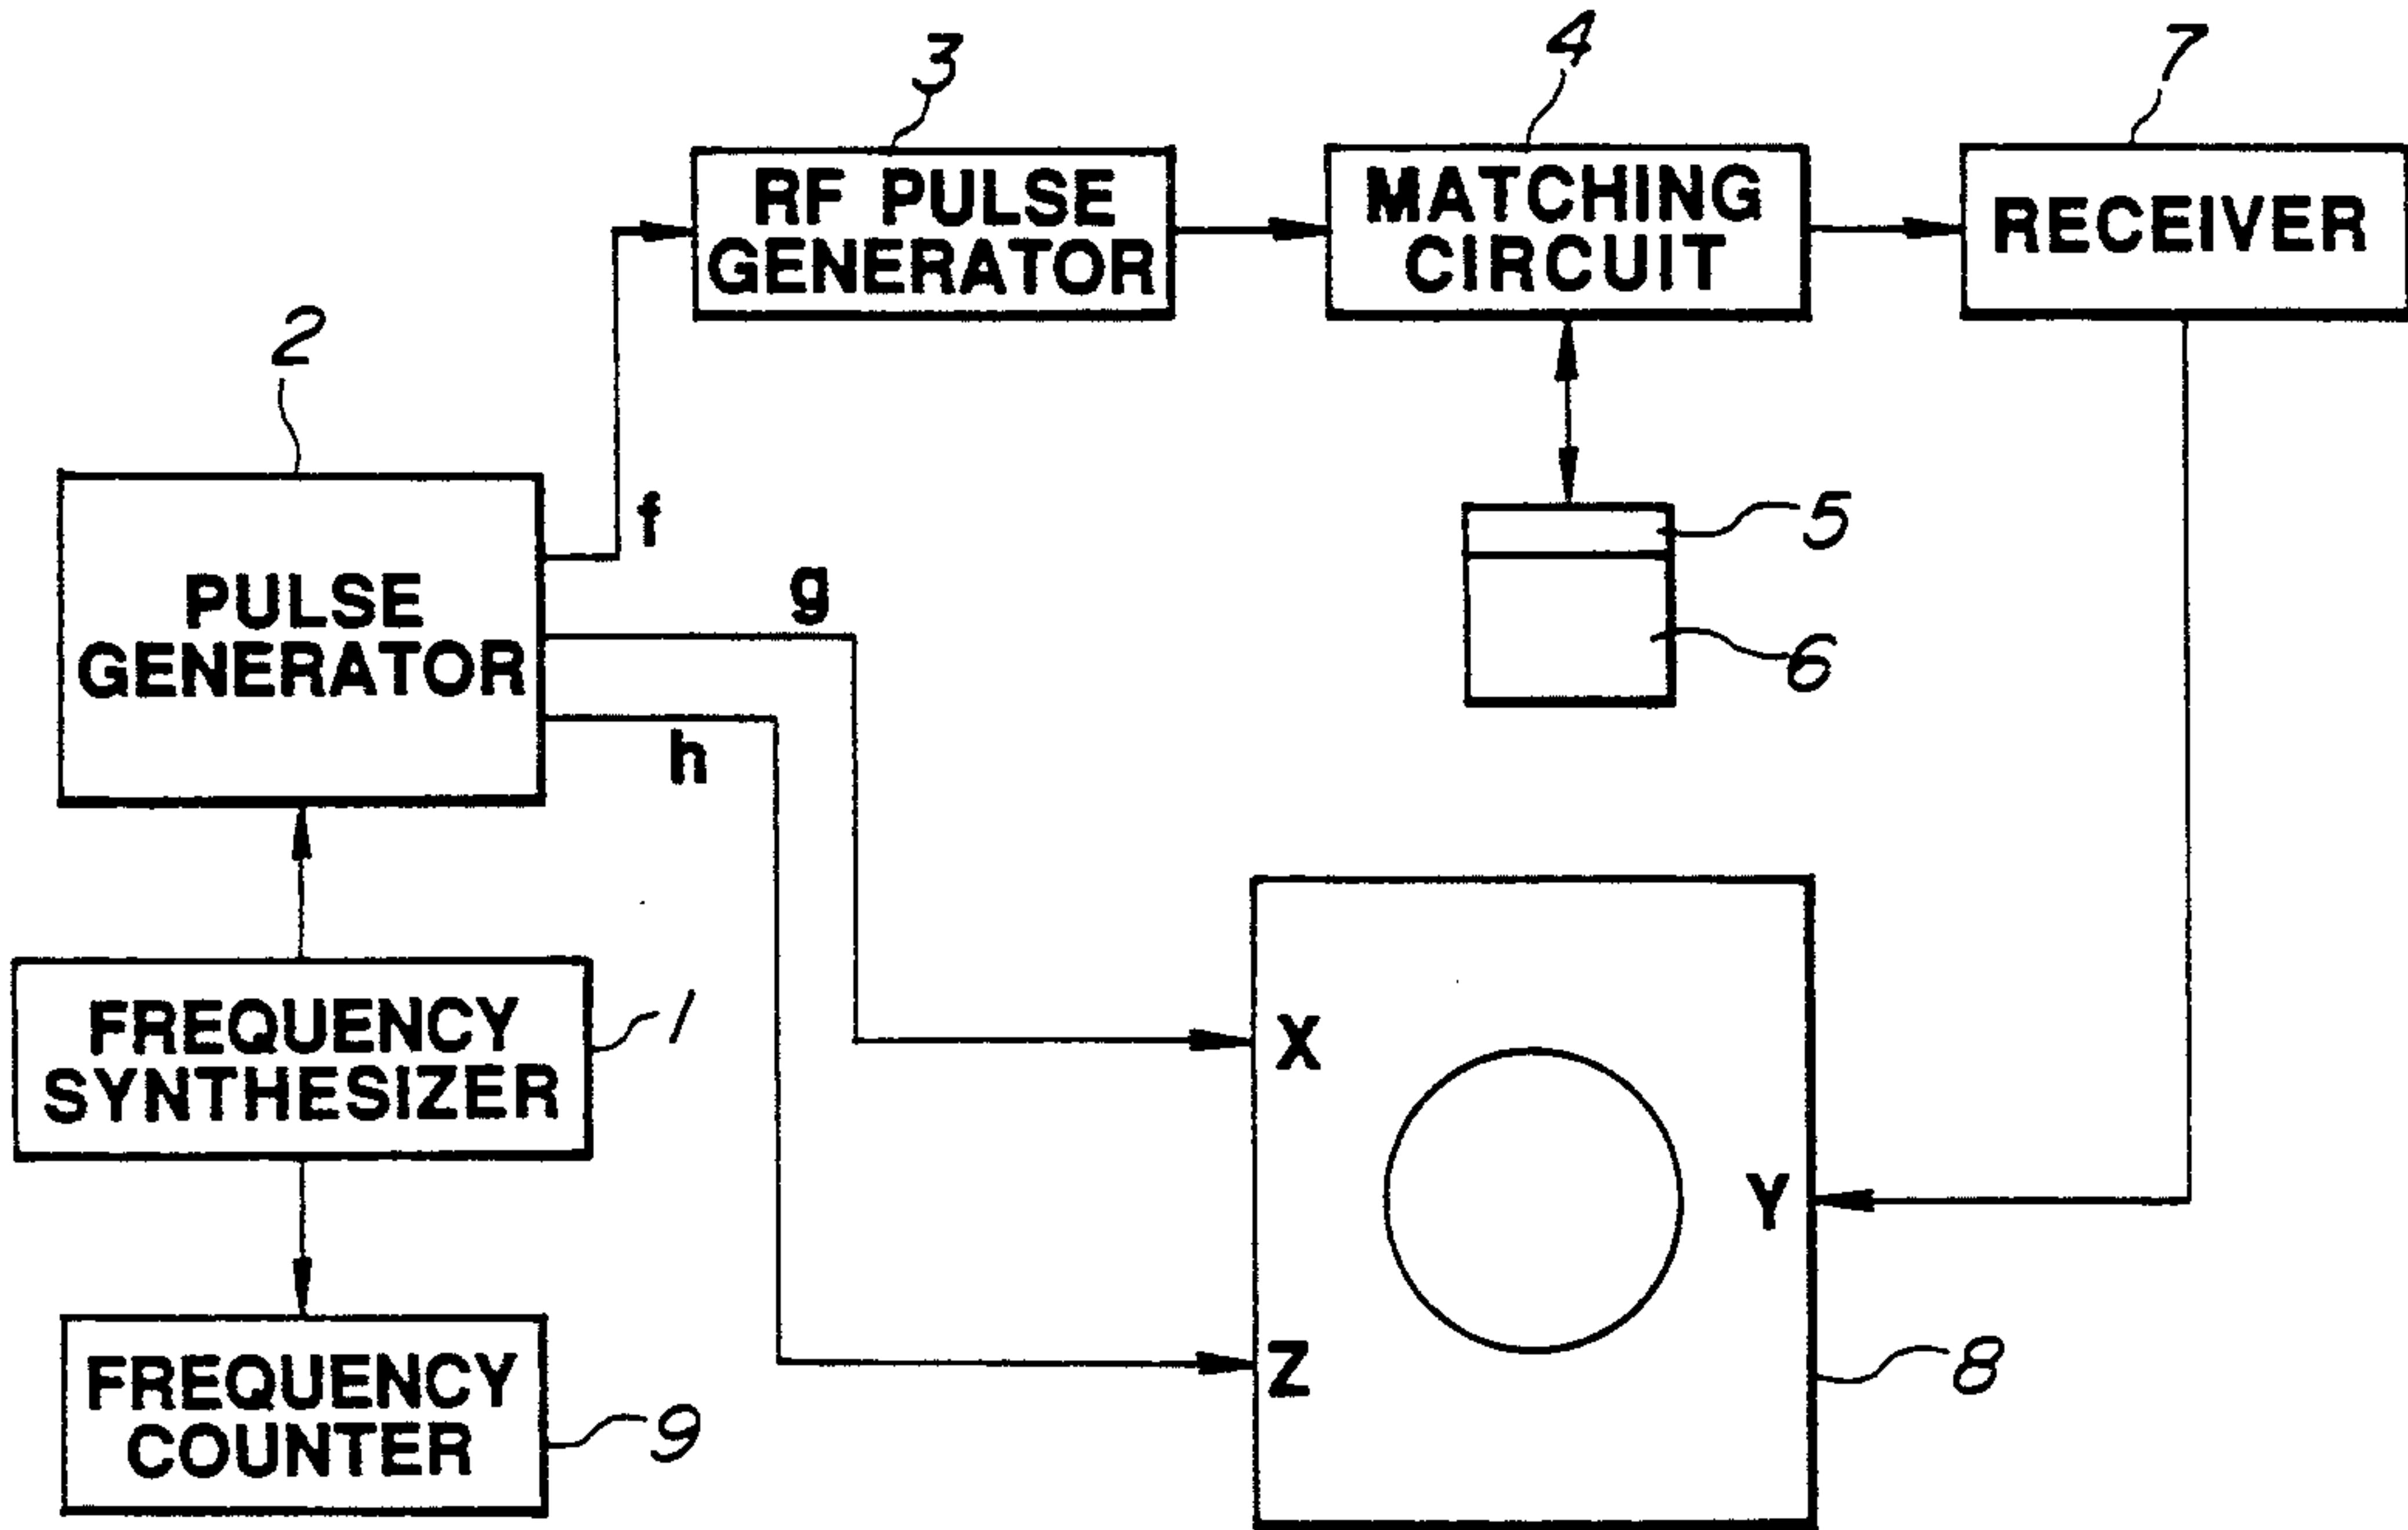 3
4
7
RF PULSE
GENERATOR
MATCHING
CIRCUIT
RECEIVER
2
f
5
PULSE
GENERATOR
g
6
h
FREQUENCY
SYNTHESIZER
1
X
Y
Z
8
FREQUENCY
COUNTER
9